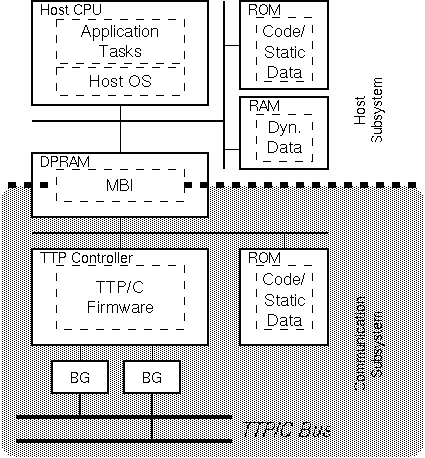 Host CPU
Application
Tasks
Host OS
ROM
Code/
Static
Data
RAM
Dyn.
Data
Host
Subsystem
DPRAM
MBI
TTP Controller
TTP/C
Firmware
ROM
Code/
Static
Data
Communication
Subsystem
BG
BG
TTP/C Bus